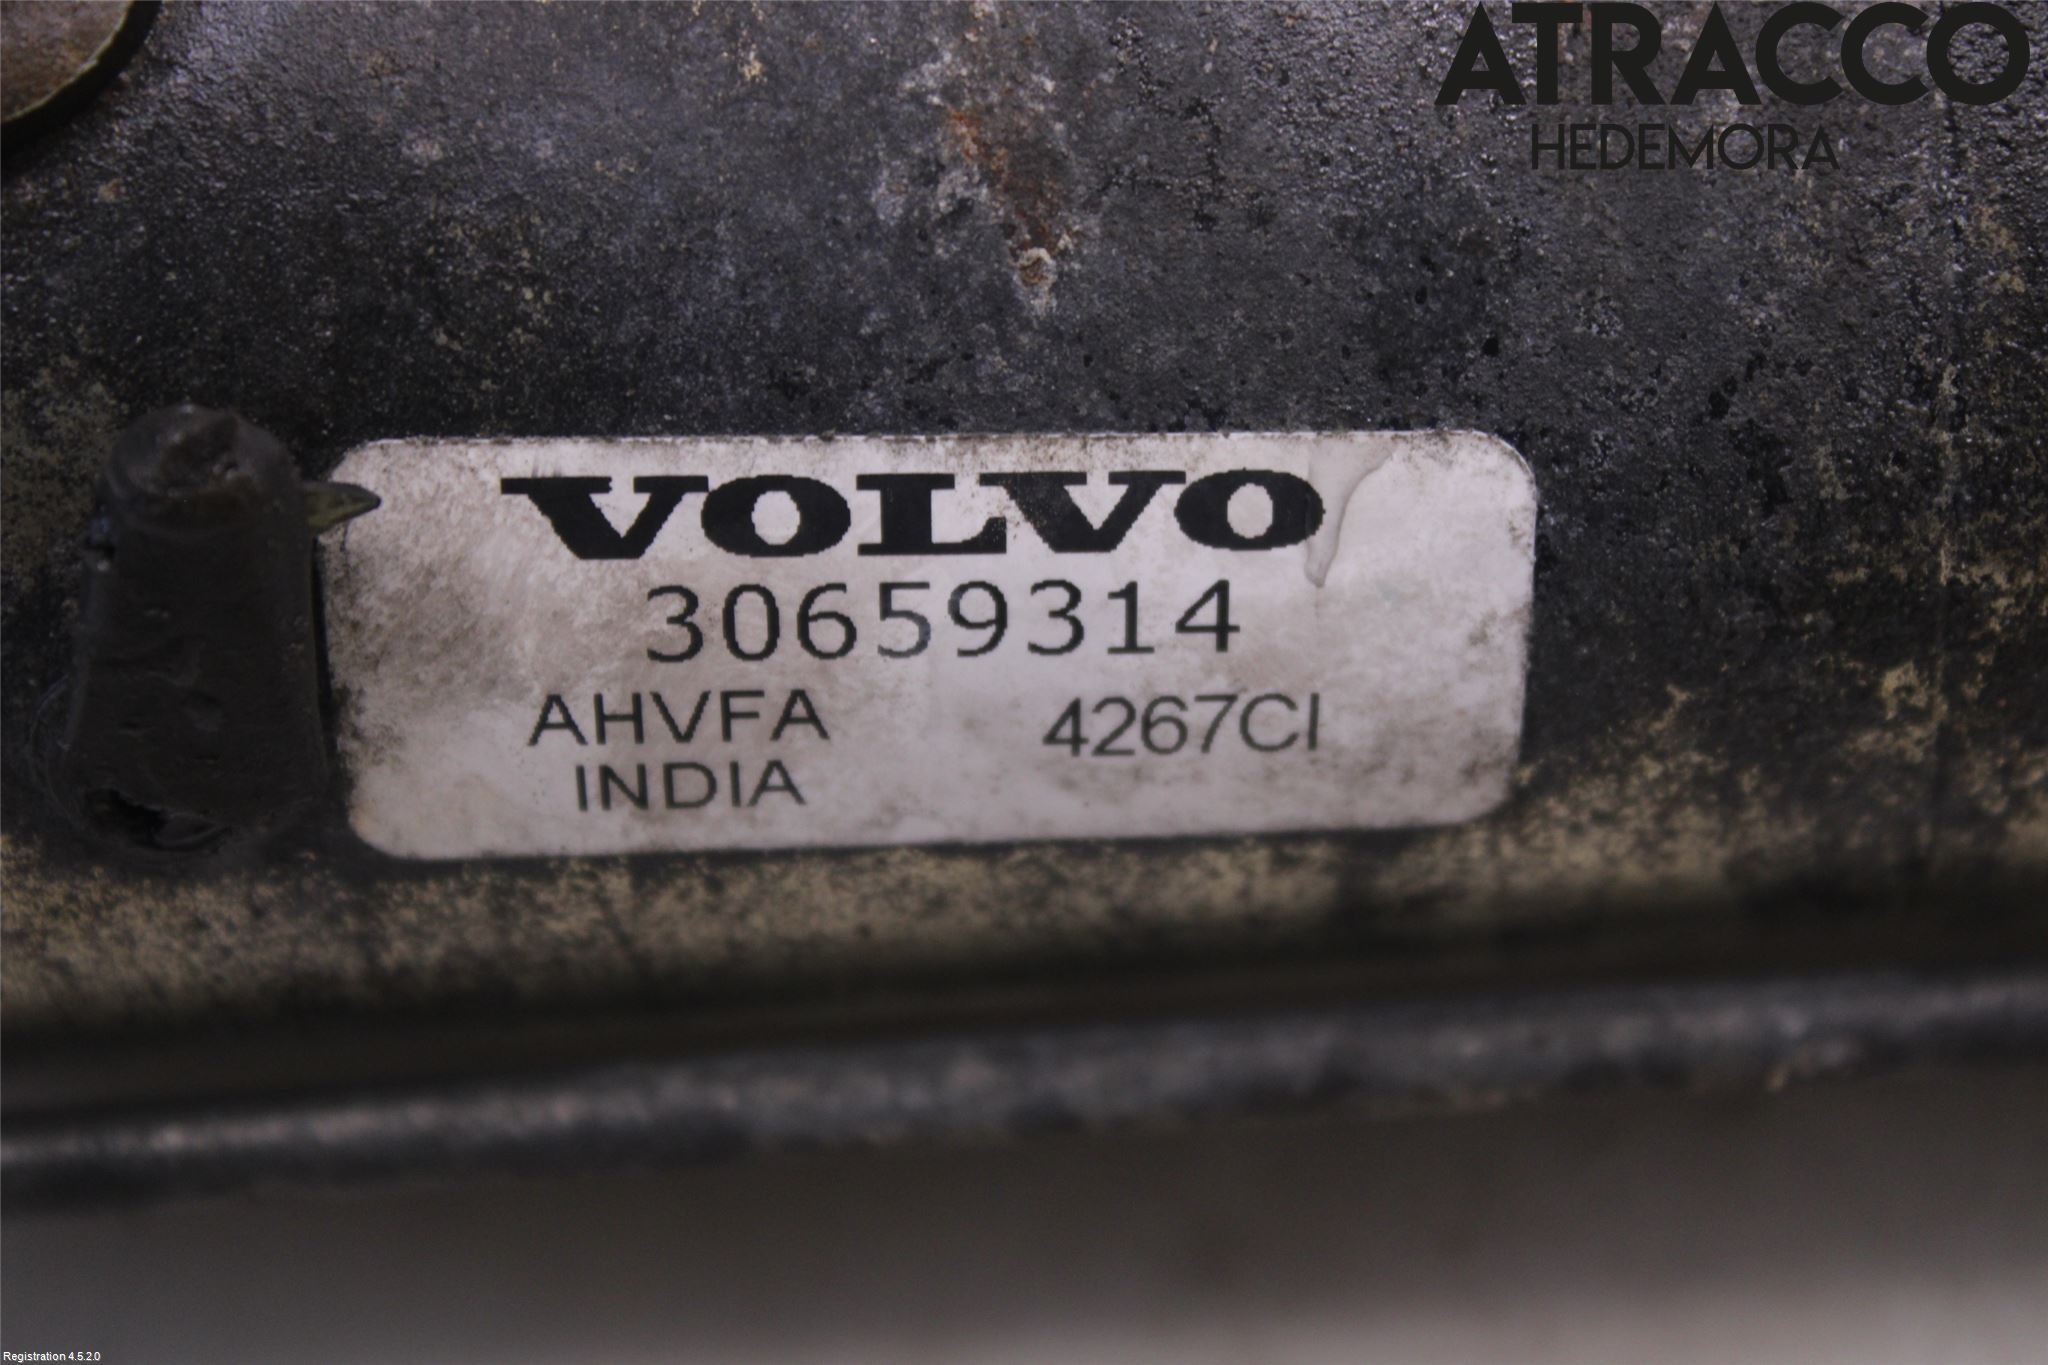 ATRACCO
HEDEMORA
VOLVO
30659314
AHVFA 4267CI
INDIA
Registration 4.5.2.0